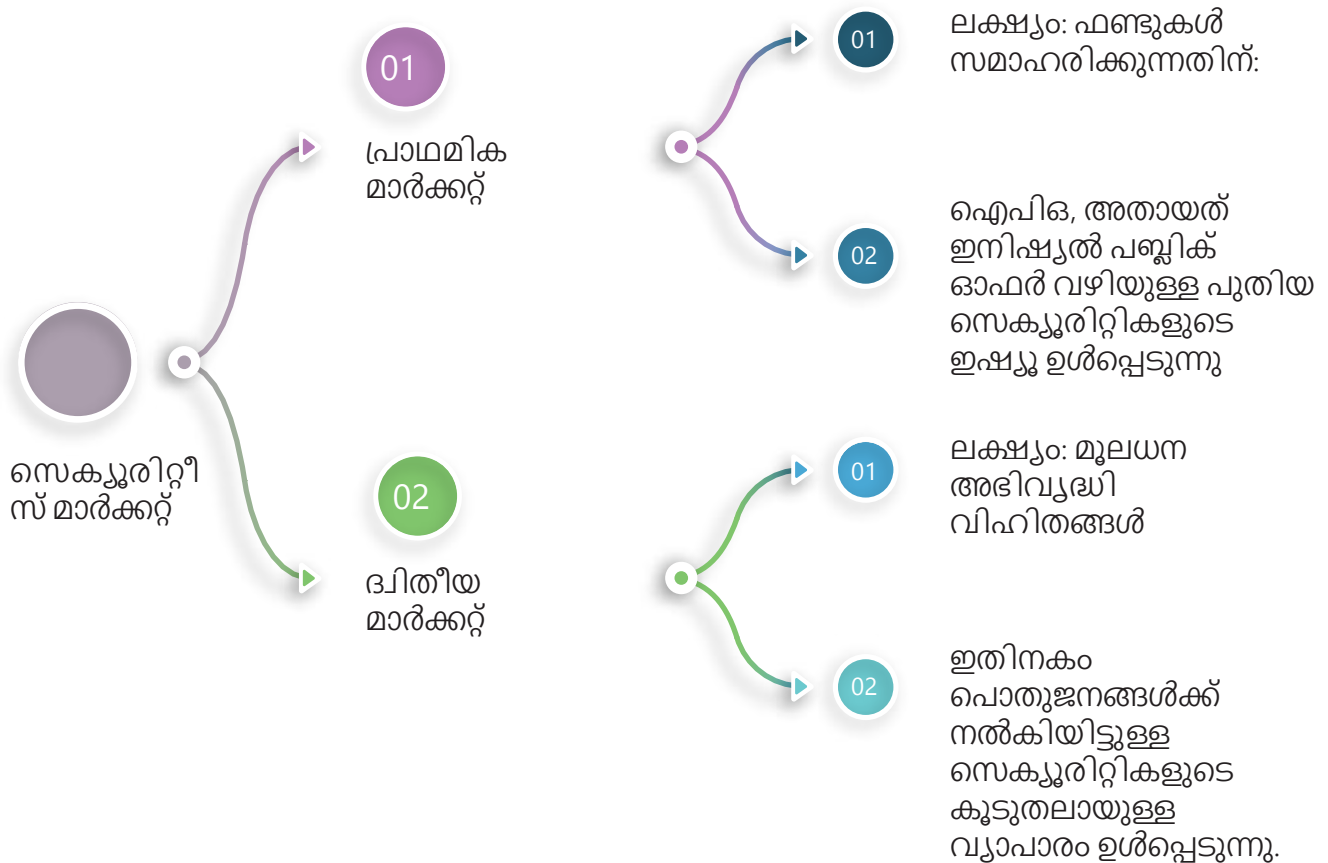 സെക്യൂരിറ്റീ
സ് മാർക്കറ്റ്
01
പ്രാഥമിക
മാർക്കറ്റ്
01
ലക്ഷ്യം: ഫണ്ടുകൾ
സമാഹരിക്കുന്നതിന്:
02
ഐപിഒ, അതായത്
ഇനിഷ്യൽ പബ്ലിക്
ഓഫർ വഴിയുള്ള പുതിയ
സെക്യൂരിറ്റികളുടെ
ഇഷ്യൂ ഉൾപ്പെടുന്നു
02
ദ്വിതീയ
മാർക്കറ്റ്
01
ലക്ഷ്യം: മൂലധന
അഭിവൃദ്ധി
വിഹിതങ്ങൾ
02
ഇതിനകം
പൊതുജനങ്ങൾക്ക്
നൽകിയിട്ടുള്ള
സെക്യൂരിറ്റികളുടെ
കൂടുതലായുള്ള
വ്യാപാരം ഉൾപ്പെടുന്നു.